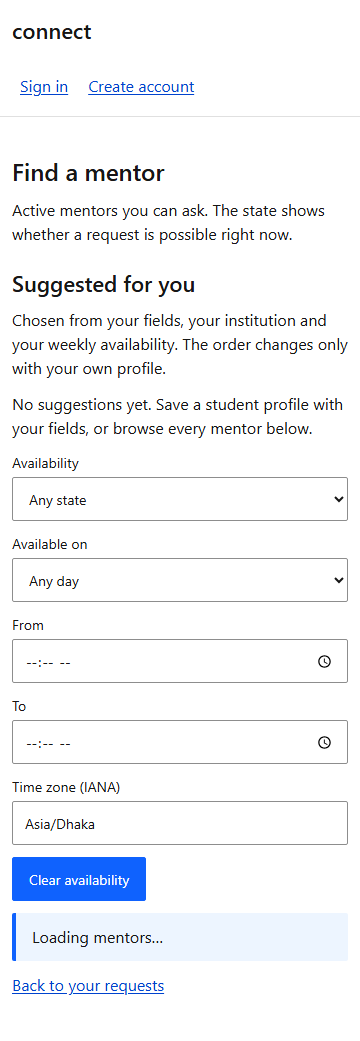 connect
Sign in
Create account
Find a mentor
Active mentors you can ask. The state shows
whether a request is possible right now.
Suggested for you
Chosen from your fields, your institution and
your weekly availability. The order changes only
with your own profile.
No suggestions yet. Save a student profile with
your fields, or browse every mentor below.
Availability
Any state
Available on
Any day
From
--:-- --
To
--:-- --
Time zone (IANA)
Asia/Dhaka
Clear availability
Loading mentors...
Back to your requests